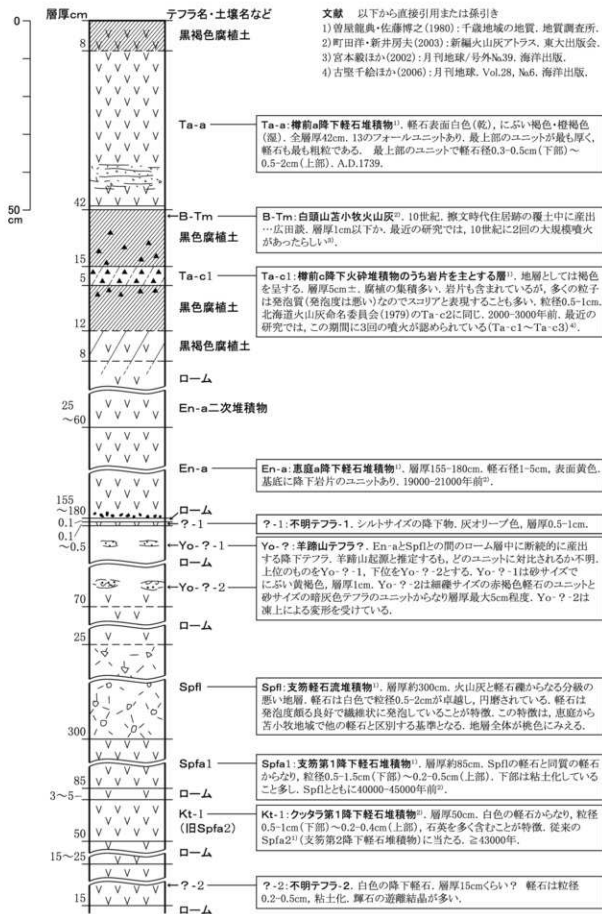 層厚cm
テフラ名・土壌名など
文献 以下から直接引用または孫引き
1)曽屋龍典・佐藤博之(1980):千歳地域の地質. 地質調査所.
2)町田洋・新井房夫(2003):新編火山灰アトラス. 東大出版会.
3)宮本毅ほか(2002):月刊地球/号外№39. 海洋出版.
4)古堅千絵ほか(2006):月刊地球. Vol.28, №6. 海洋出版.
0
8
黒褐色腐植土
Ta-a
Ta-a:樽前a降下軽石堆積物¹⁾. 軽石表面白色(乾), にぶい褐色・橙褐色
(湿). 全層厚42cm. 13のフォールユニットあり. 最上部のユニットが最も厚く,
軽石も最も粗粒である. 最上部のユニットで軽石径0.3-0.5cm(下部)～
0.5-2cm(上部). A.D.1739.
42
50
cm
B-Tm
B-Tm:白頭山苫小牧火山灰²⁾. 10世紀. 擦文時代住居跡の覆土中に産出
…広田談. 層厚1cm以下か. 最近の研究では, 10世紀に2回の大規模噴火
があったらしい³⁾.
黒色腐植土
15
5
Ta-c1
Ta-c1:樽前c降下火砕堆積物のうち岩片を主とする層¹⁾. 地層としては褐色
を呈する. 層厚5cm±. 腐植の集積多い. 岩片も含まれているが, 多くの粒子
が発泡質(発泡度は悪い)なのでスコリアと表現することも多い. 粒径0.5-1cm.
北海道火山灰命名委員会(1979)のTa-c2に同じ. 2000-3000年前. 最近の
研究では, この期間に3回の噴火が認められている(Ta-c1～Ta-c3)⁴⁾.
黒色腐植土
12
8
黒褐色腐植土
ローム
25
～60
En-a二次堆積物
En-a
En-a:恵庭a降下軽石堆積物¹⁾. 層厚155-180cm. 軽石径1-5cm, 表面黄色.
基底に降下岩片のユニットあり. 19000-21000年前²⁾.
155
～180
ローム
0.1
?-1
?-1:不明テフラ-1. シルトサイズの降下物. 灰オリーブ色, 層厚0.5-1cm.
0.1
～0.5
Yo-?-1
Yo-?:羊蹄山テフラ?. En-aとSpflとの間のローム層中に断続的に産出
する降下テフラ. 羊蹄山起源と推定するも, どのユニットに対比されるか不明.
上位のものをYo-?-1, 下位をYo-?-2とする. Yo-?-1は砂サイズで
にぶい黄褐色, 層厚1cm. Yo-?-2は細礫サイズの赤褐色軽石のユニットと
砂サイズの暗灰色テフラのユニットからなり層厚最大5cm程度. Yo-?-2は
凍上による変形を受けている.
ローム
Yo-?-2
70
ローム
25
Spfl
Spfl:支笏軽石流堆積物¹⁾. 層厚約300cm. 火山灰と軽石礫からなる分級の
悪い地層. 軽石は白色で粒径0.5-2cmが卓越し, 円磨されている. 軽石は
発泡度頗る良好で繊維状に発泡していることが特徴. この特徴は, 恵庭から
苫小牧地域で他の軽石と区別する基準となる. 地層全体が桃色にみえる.
300
Spfa1
Spfa1:支笏第1降下軽石堆積物¹⁾. 層厚約85cm. Spflの軽石と同質の軽石
からなり, 粒径0.5-1.5cm(下部)～0.2-0.5cm(上部). 下部は粘土化している
こと多し. Spflとともに40000-45000年前²⁾.
85
ローム
3～5
Kt-1
(旧Spfa2)
Kt-1:クッタラ第1降下軽石堆積物²⁾. 層厚50cm. 白色の軽石からなり, 粒径
0.5-1cm(下部)～0.2-0.4cm(上部), 石英を多く含むことが特徴. 従来の
Spfa2¹⁾(支笏第2降下軽石堆積物)に当たる. ≧43000年.
50
ローム
15～25
?-2
?-2:不明テフラ-2. 白色の降下軽石. 層厚15cmくらい? 軽石は粒径
0.2-0.5cm, 粘土化. 輝石の遊離結晶が多い.
15
ローム